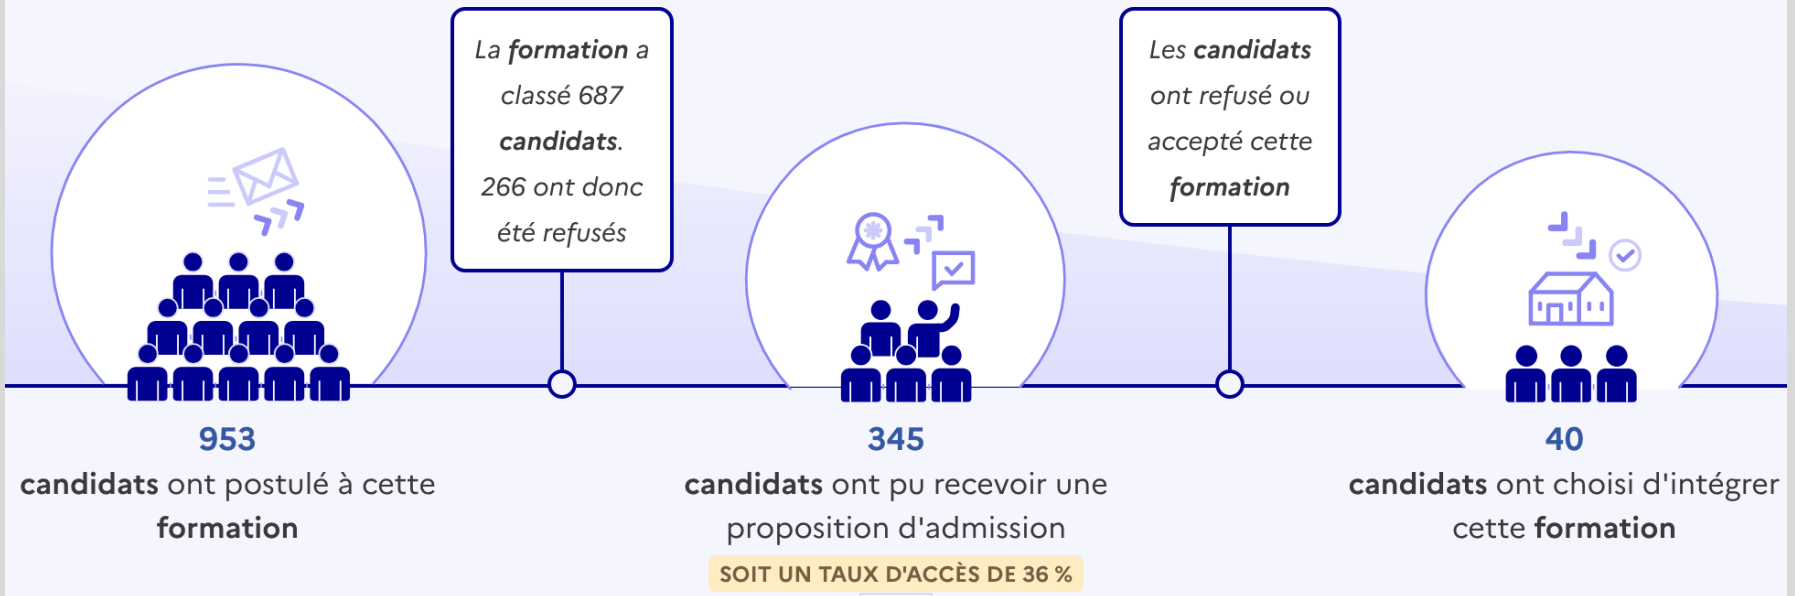 La formation a
classé 687
candidats.
266 ont donc
été refusés
Les candidats
ont refusé ou
accepté cette
formation
953
candidats ont postulé à cette
formation
345
candidats ont pu recevoir une
proposition d'admission
SOIT UN TAUX D'ACCÈS DE 36 %
40
candidats ont choisi d'intégrer
cette formation